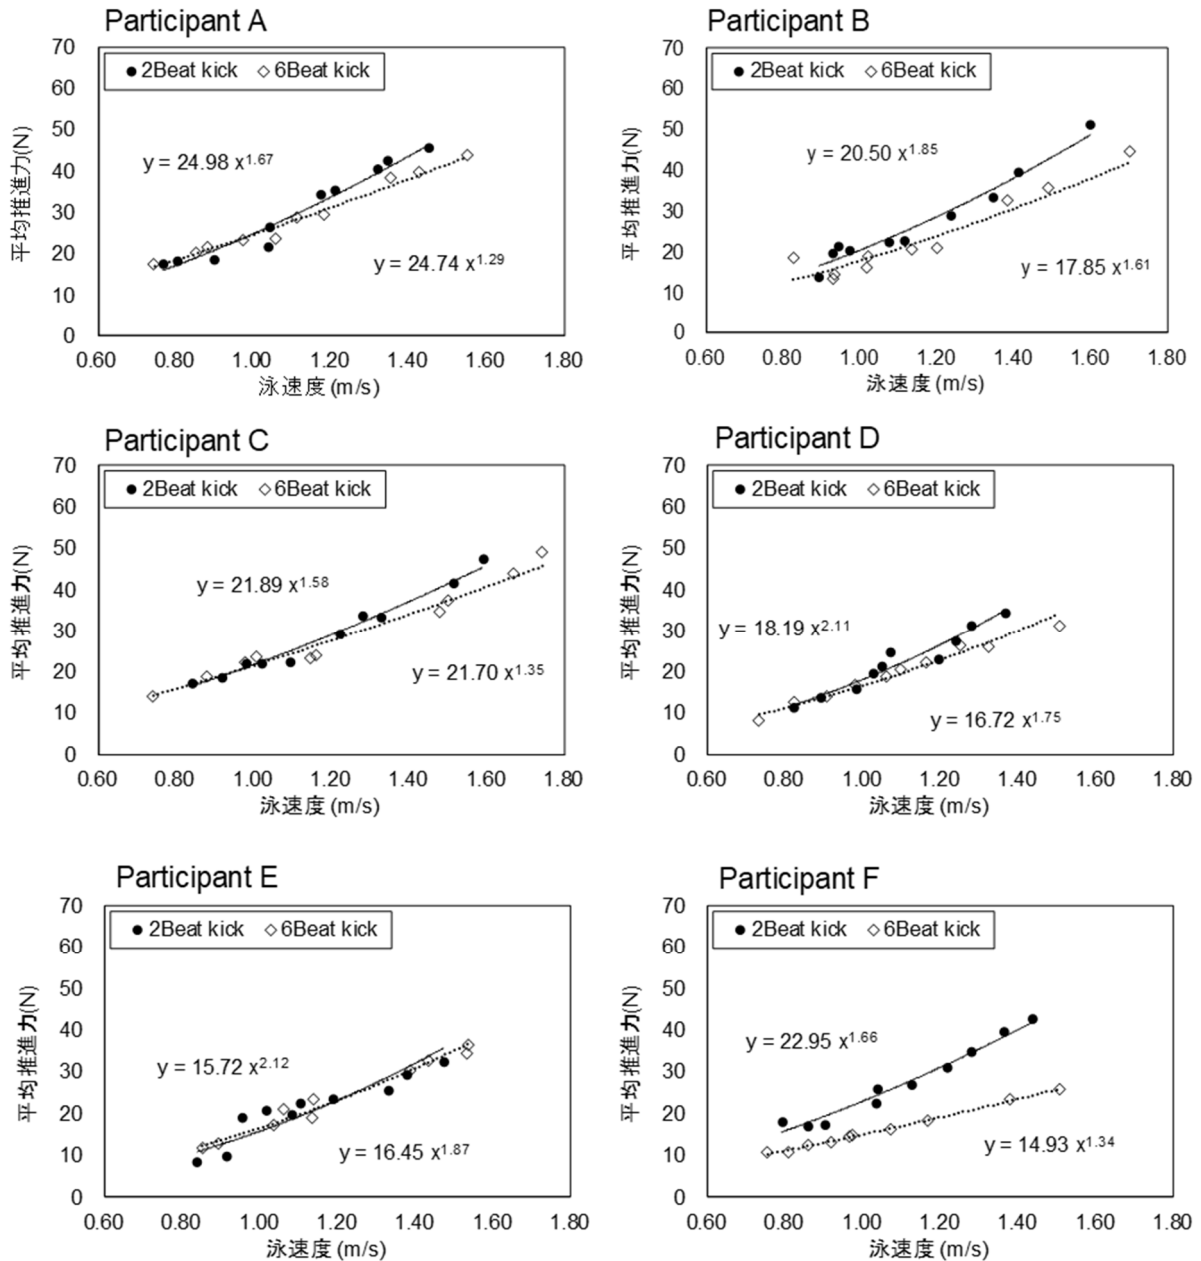 Participant A
70
60
50
40
30
20
10
0
平均推進力(N)
2Beat kick 6Beat kick
y = 24.98 x1.67
y = 24.74 x1.29
0.60 0.80 1.00 1.20 1.40 1.60 1.80
泳速度 (m/s)
Participant B
70
60
50
40
30
20
10
0
平均推進力(N)
2Beat kick 6Beat kick
y = 20.50 x1.85
y = 17.85 x1.61
0.60 0.80 1.00 1.20 1.40 1.60 1.80
泳速度 (m/s)
Participant C
70
60
50
40
30
20
10
0
平均推進力(N)
2Beat kick 6Beat kick
y = 21.89 x1.58
y = 21.70 x1.35
0.60 0.80 1.00 1.20 1.40 1.60 1.80
泳速度 (m/s)
Participant D
70
60
50
40
30
20
10
0
平均推進力(N)
2Beat kick 6Beat kick
y = 18.19 x2.11
y = 16.72 x1.75
0.60 0.80 1.00 1.20 1.40 1.60 1.80
泳速度 (m/s)
Participant E
70
60
50
40
30
20
10
0
平均推進力(N)
2Beat kick 6Beat kick
y = 15.72 x2.12
y = 16.45 x1.87
0.60 0.80 1.00 1.20 1.40 1.60 1.80
泳速度 (m/s)
Participant F
70
60
50
40
30
20
10
0
平均推進力(N)
2Beat kick 6Beat kick
y = 22.95 x1.66
y = 14.93 x1.34
0.60 0.80 1.00 1.20 1.40 1.60 1.80
泳速度 (m/s)